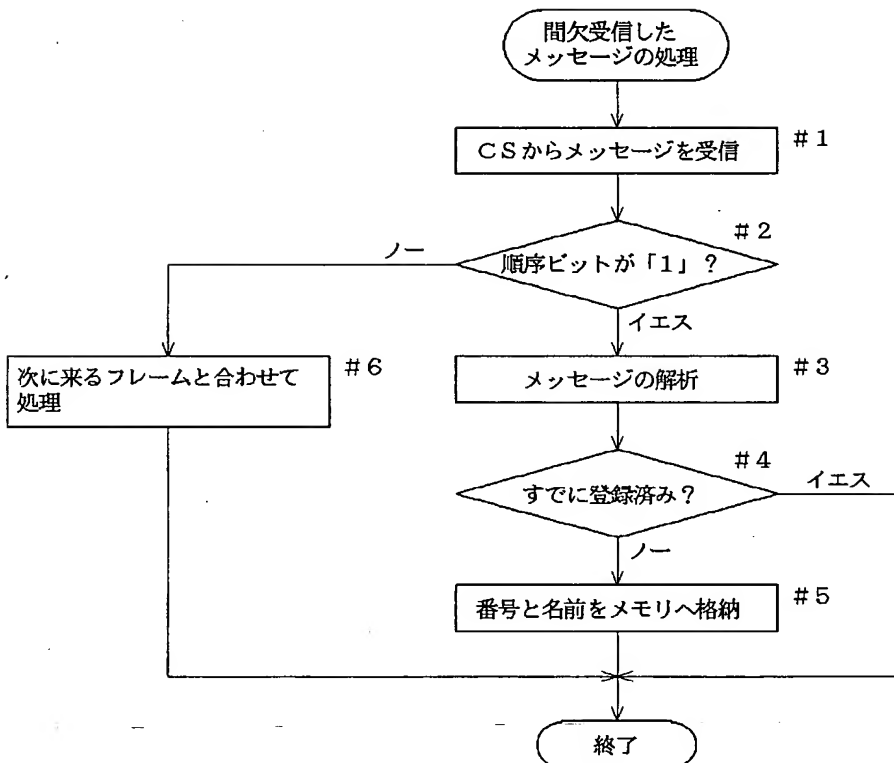 間欠受信した
メッセージの処理
CSからメッセージを受信
#1
順序ビットが「1」?
#2
ノー
イエス
次に来るフレームと合わせて
処理
#6
メッセージの解析
#3
すでに登録済み?
#4
イエス
ノー
番号と名前をメモリへ格納
#5
終了